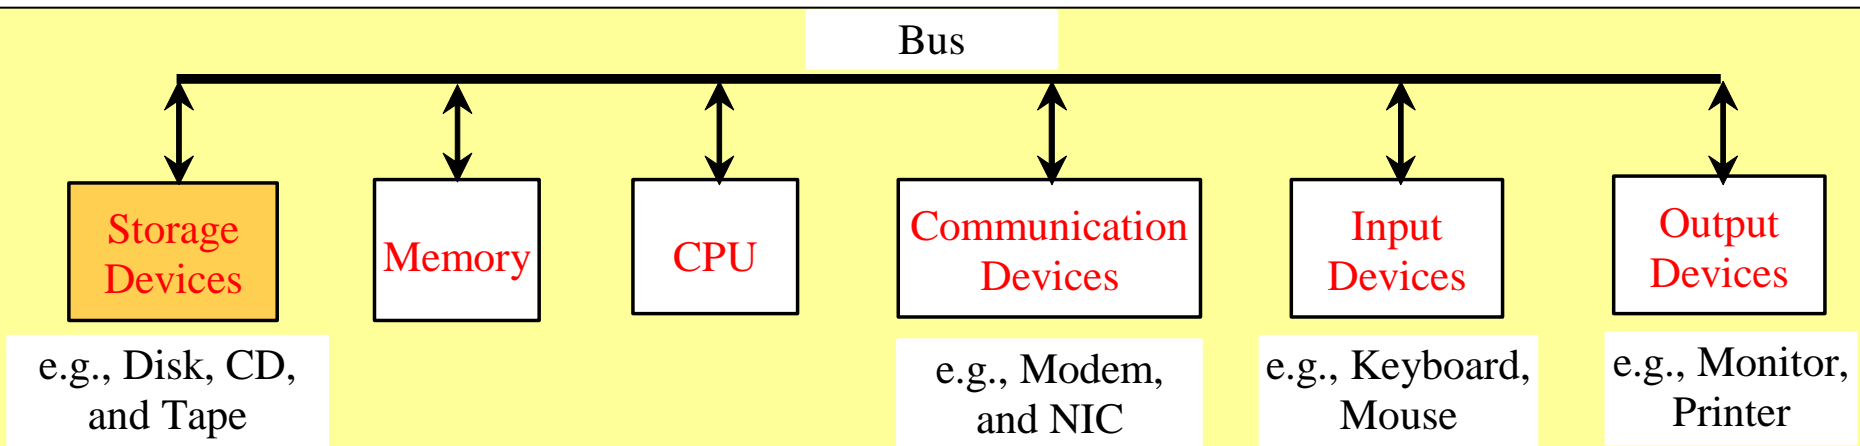 Bus
Storage
Devices
Memory
CPU
Communication
Devices
Input
Devices
Output
Devices
e.g., Disk, CD,
and Tape
e.g., Modem,
and NIC
e.g., Keyboard,
Mouse
e.g., Monitor,
Printer